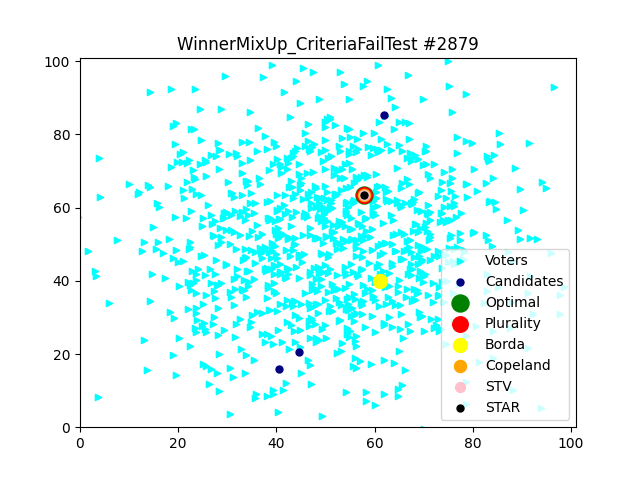 WinnerMixUp_CriteriaFailTest #2879
100
80
60
40
20
0
0 20 40 60 80 100
Voters
Candidates
Optimal
Plurality
Borda
Copeland
STV
STAR